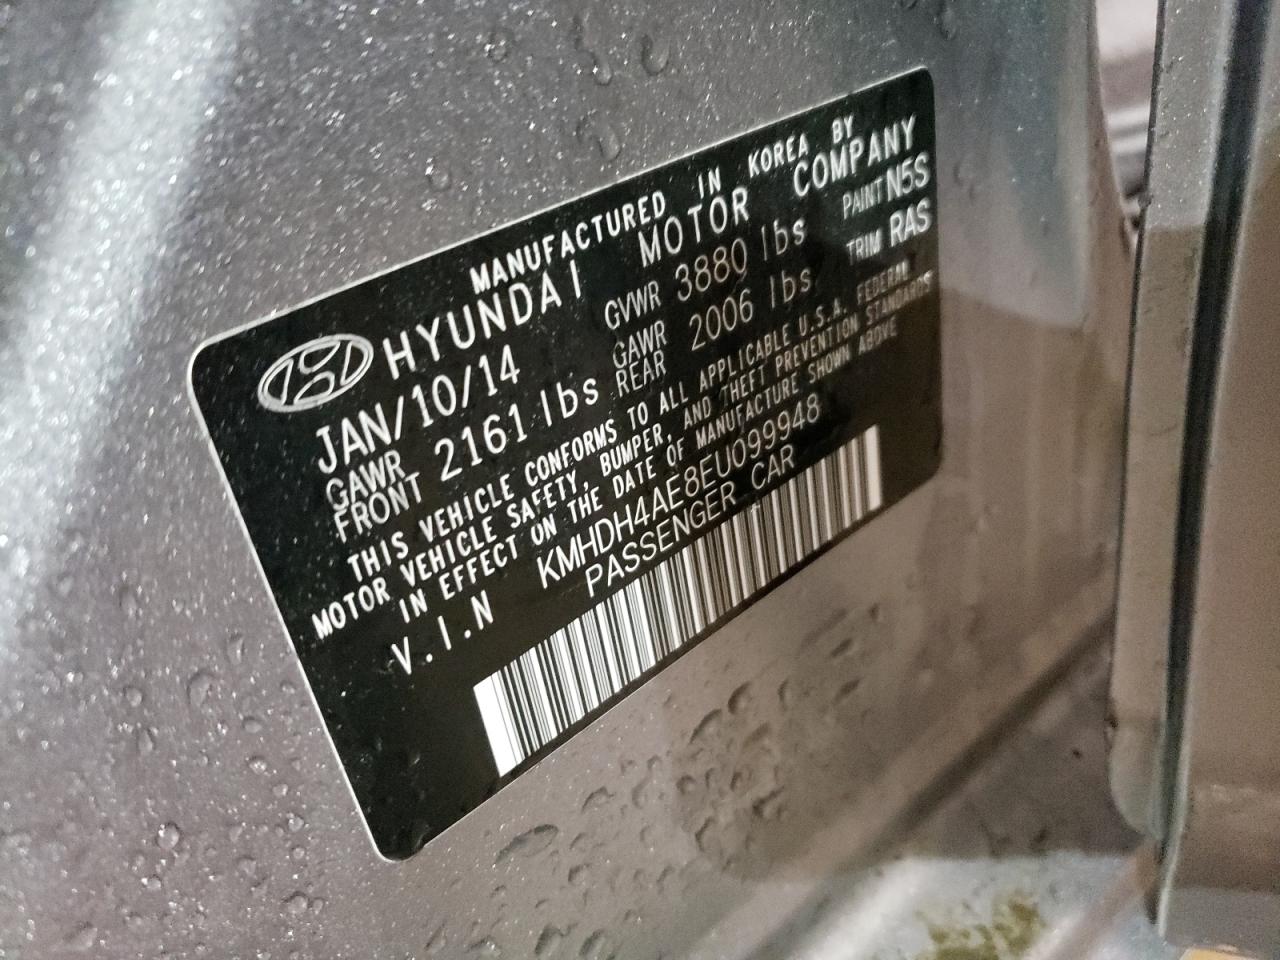 MANUFACTURED IN KOREA BY
HYUNDAI MOTOR COMPANY
JAN/10/14 GVWR 3880 lbs PAINT N5S
GAWR FRONT 2161 lbs GAWR REAR 2006 lbs TRIM RAS
THIS VEHICLE CONFORMS TO ALL APPLICABLE U.S.A. FEDERAL
MOTOR VEHICLE SAFETY, BUMPER, AND THEFT PREVENTION STANDARDS
IN EFFECT ON THE DATE OF MANUFACTURE SHOWN ABOVE
V.I.N KMHDH4AE8EU099948
PASSENGER CAR